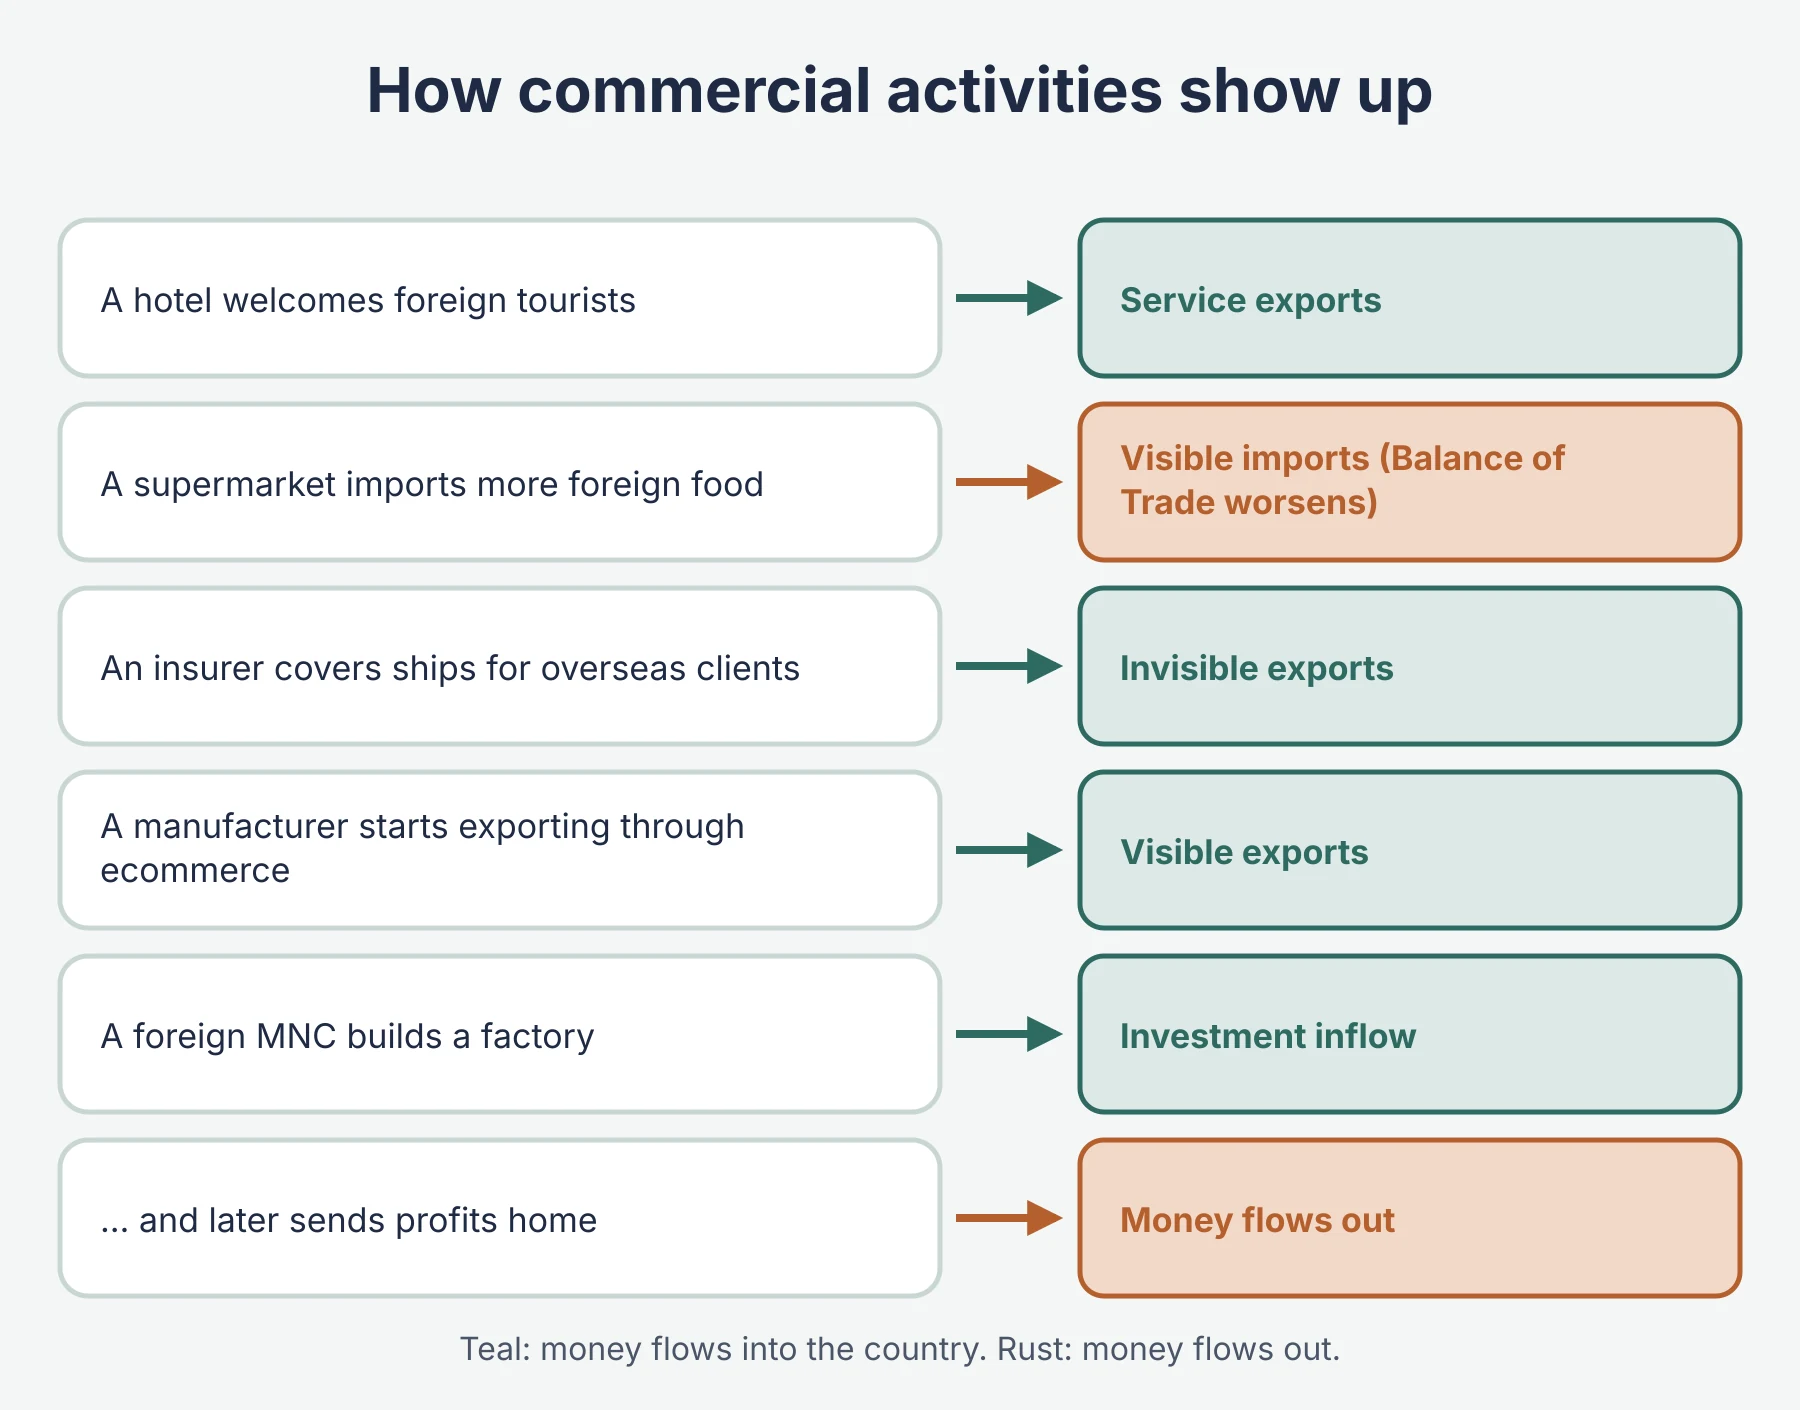 How commercial activities show up
A hotel welcomes foreign tourists
Service exports
A supermarket imports more foreign food
Visible imports (Balance of
Trade worsens)
An insurer covers ships for overseas clients
Invisible exports
A manufacturer starts exporting through
ecommerce
Visible exports
A foreign MNC builds a factory
Investment inflow
... and later sends profits home
Money flows out
Teal: money flows into the country. Rust: money flows out.